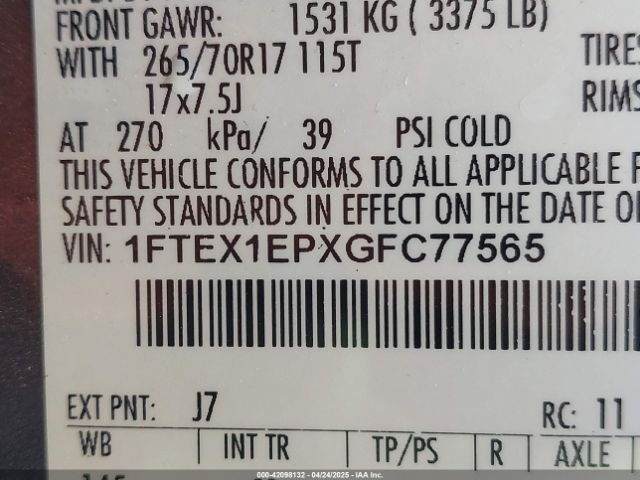 FRONT GAWR: 1531 KG ( 3375 LB)
WITH 265/70R17 115T TIRES
17x7.5J RIMS
AT 270 kPa/ 39 PSI COLD
THIS VEHICLE CONFORMS TO ALL APPLICABLE
SAFETY STANDARDS IN EFFECT ON THE DATE
VIN: 1FTEX1EPXGFC77565
EXT PNT: J7 RC: 11
WB INT TR TP/PS R AXLE
000-42098132 - 04/24/2025 - IAA, Inc.